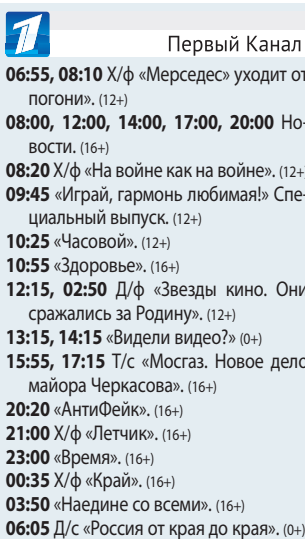 1
Первый Канал
06:55, 08:10 Х/ф «Мерседес» уходит от
погони». (12+)
08:00, 12:00, 14:00, 17:00, 20:00 Но-
вости. (16+)
08:20 Х/ф «На войне как на войне». (12+)
09:45 «Играй, гармонь любимая!» Спе-
циальный выпуск. (12+)
10:25 «Часовой». (12+)
10:55 «Здоровье». (16+)
12:15, 02:50 Д/ф «Звезды кино. Они
сражались за Родину». (12+)
13:15, 14:15 «Видели видео?» (0+)
15:55, 17:15 Т/с «Мосгаз. Новое дело
майора Черкасова». (16+)
20:20 «АнтиФейк». (16+)
21:00 Х/ф «Летчик». (16+)
23:00 «Время». (16+)
00:35 Х/ф «Край». (16+)
03:50 «Наедине со всеми». (16+)
06:05 Д/с «Россия от края до края». (0+)